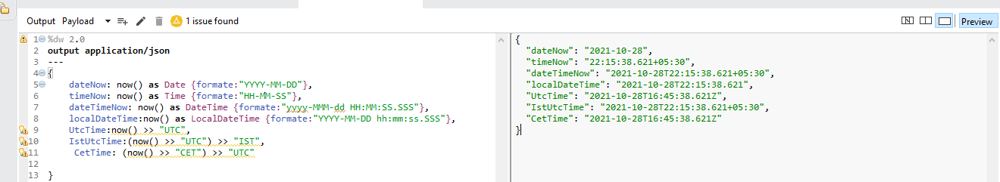 Output Payload 1 issue found Preview
1 %dw 2.0
2 output application/json
3 ---
4 {
5 dateNow: now() as Date {formate:"YYYY-MM-DD"},
6 timeNow: now() as Time {formate:"HH-MM-SS"},
7 dateTimeNow: now() as DateTime {formate:"yyyy-MMM-dd HH:MM:SS.SSS"},
8 localDateTime:now() as LocalDateTime {formate:"YYYY-MM-DD hh:mm:ss.SSS"},
9 UtcTime:now() >> "UTC",
10 IstUtcTime:(now() >> "UTC") >> "IST",
11 CetTime: (now() >> "CET") >> "UTC"
12
13 }
{
"dateNow": "2021-10-28",
"timeNow": "22:15:38.621+05:30",
"dateTimeNow": "2021-10-28T22:15:38.621+05:30",
"localDateTime": "2021-10-28T22:15:38.621",
"UtcTime": "2021-10-28T16:45:38.621Z",
"IstUtcTime": "2021-10-28T22:15:38.621+05:30",
"CetTime": "2021-10-28T16:45:38.621Z"
}